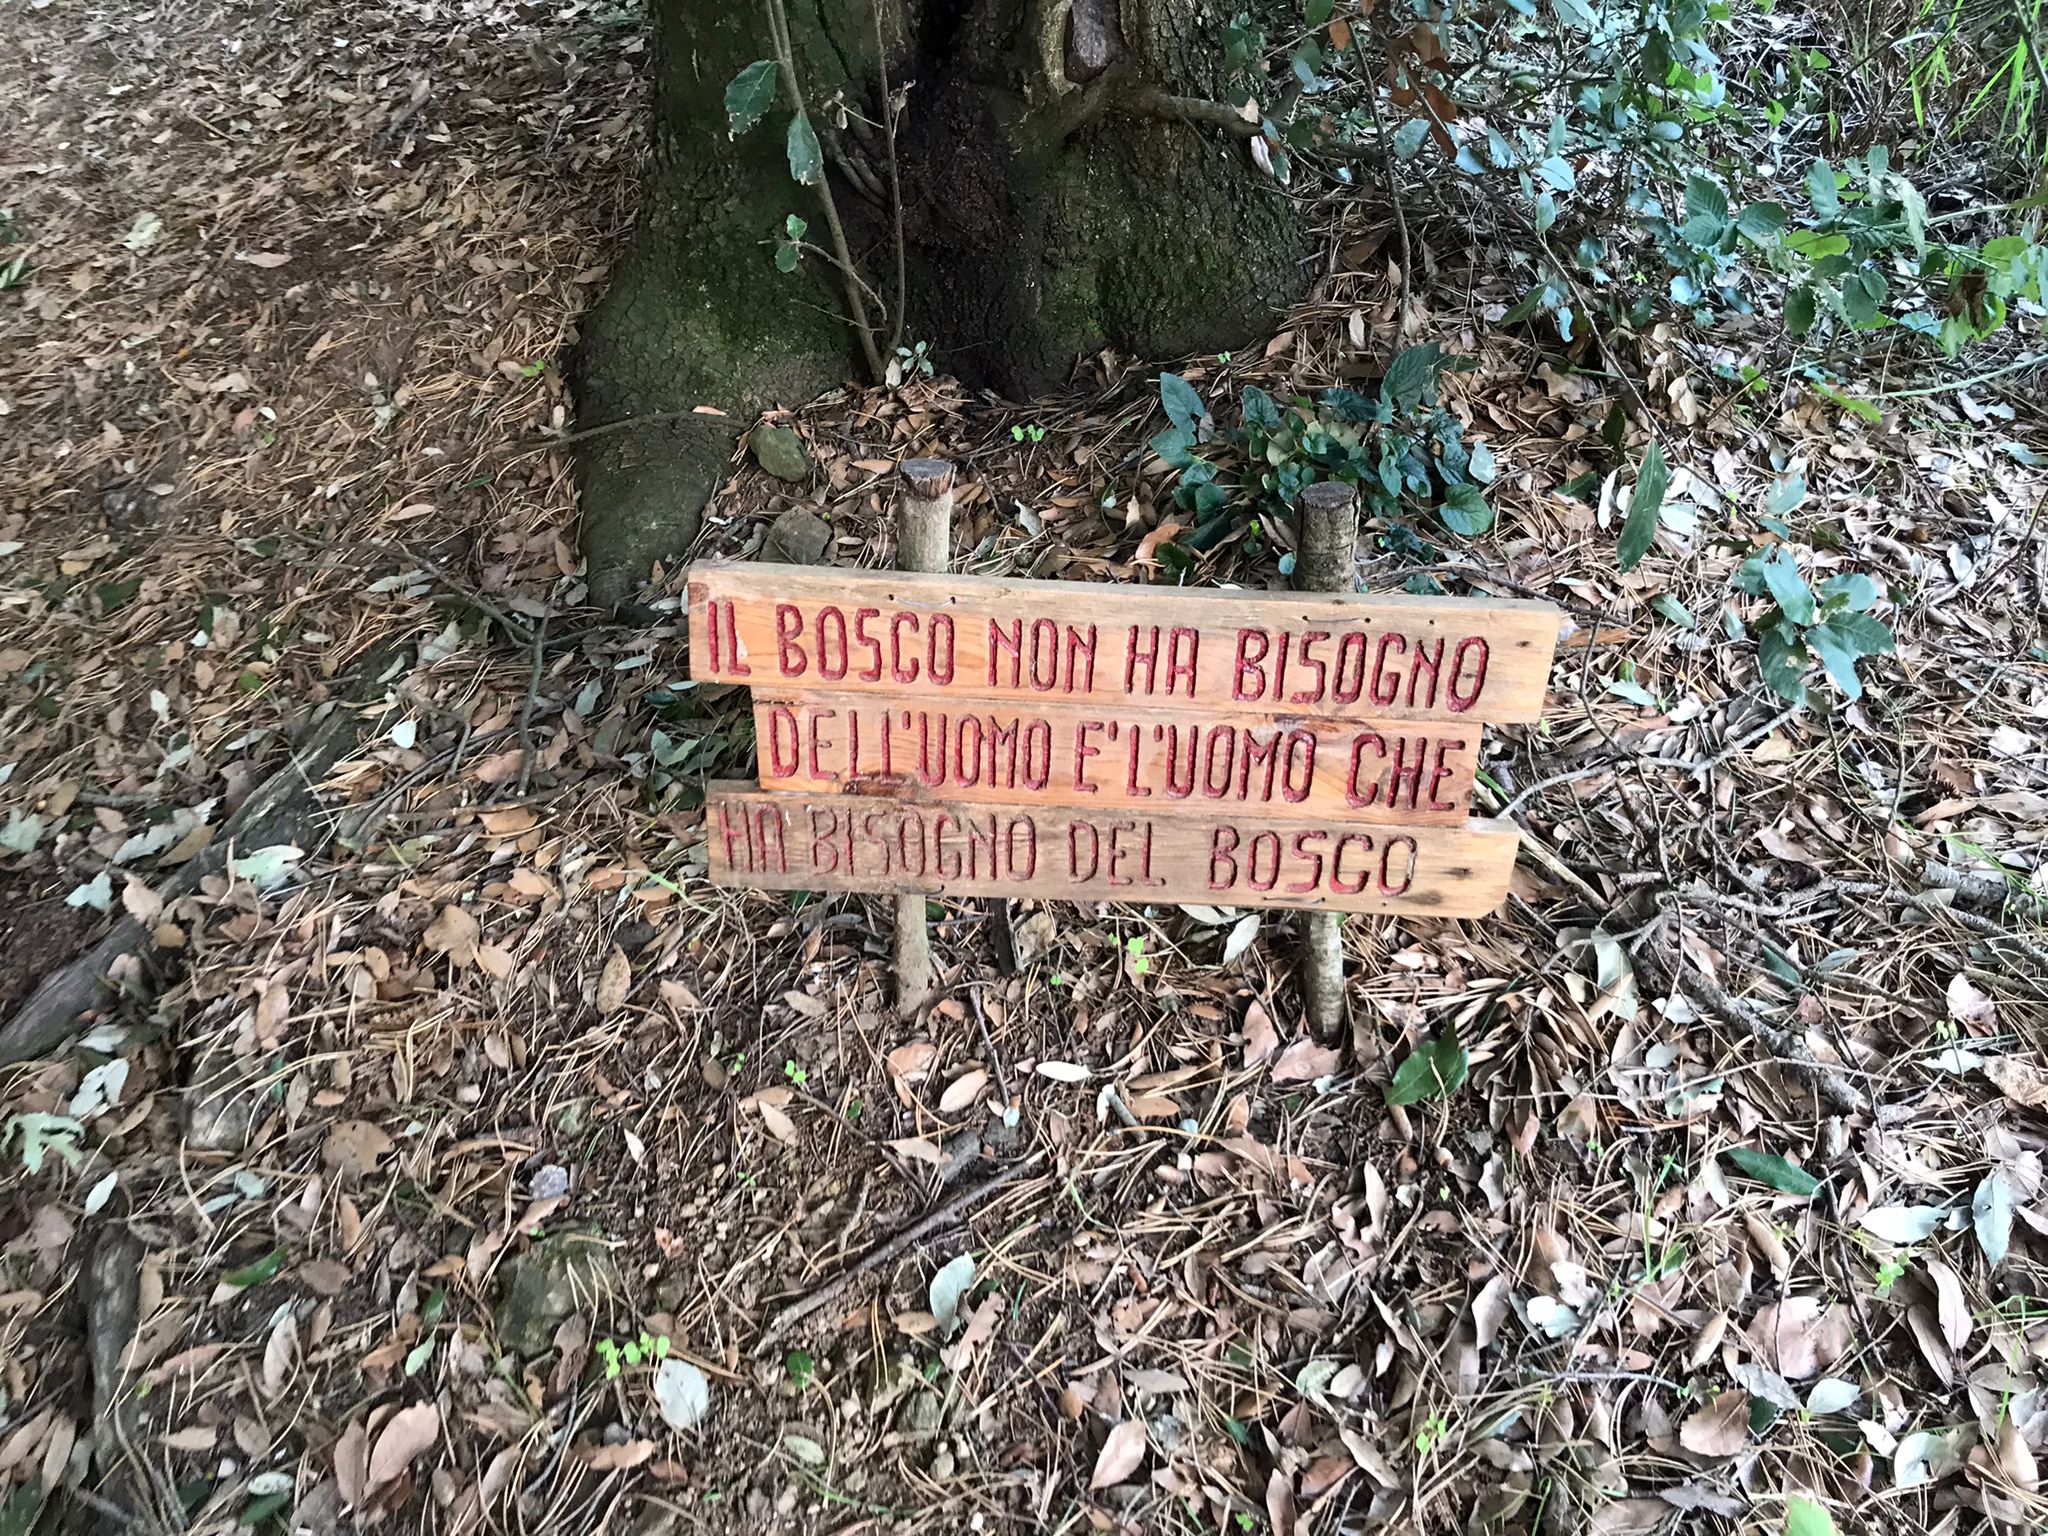 IL BOSCO NON HA BISOGNO
DELL'UOMO E' L'UOMO CHE
HA BISOGNO DEL BOSCO